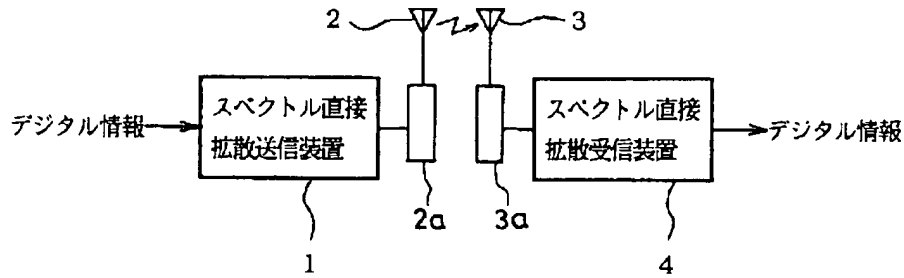 2
3
デジタル情報
スペクトル直接
拡散送信装置
スペクトル直接
拡散受信装置
デジタル情報
2a
3a
1
4